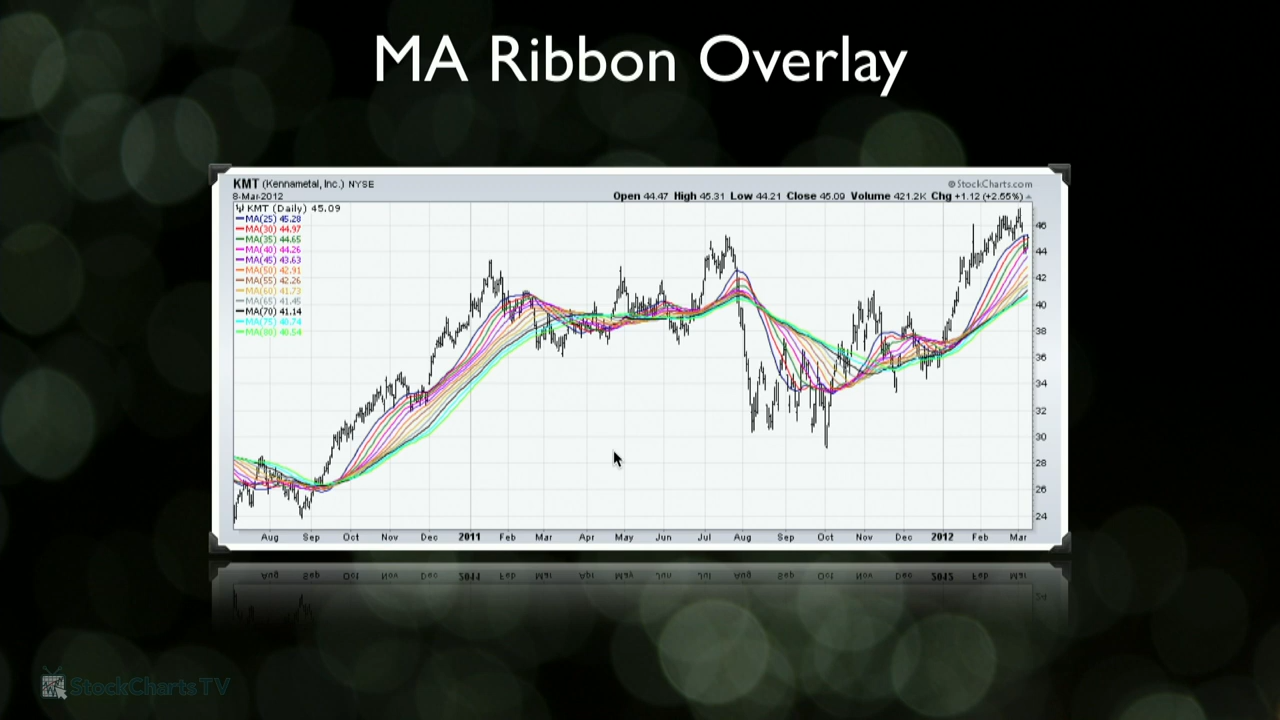 MA Ribbon Overlay
KMT (Kennametal, Inc.) NYSE
© StockCharts.com
8-Mar-2012
Open 44.47 High 45.31 Low 44.21 Close 45.09 Volume 421.2K Chg +1.12 (+2.55%)
KMT (Daily) 45.09
MA(25) 45.28
MA(30) 44.97
MA(35) 44.65
MA(40) 44.26
MA(45) 43.63
MA(50) 42.91
MA(55) 42.26
MA(60) 41.73
MA(65) 41.45
MA(70) 41.14
MA(75) 40.74
MA(80) 40.54
46
44
42
40
38
36
34
32
30
28
26
24
Aug Sep Oct Nov Dec 2011 Feb Mar Apr May Jun Jul Aug Sep Oct Nov Dec 2012 Feb Mar
StockCharts TV